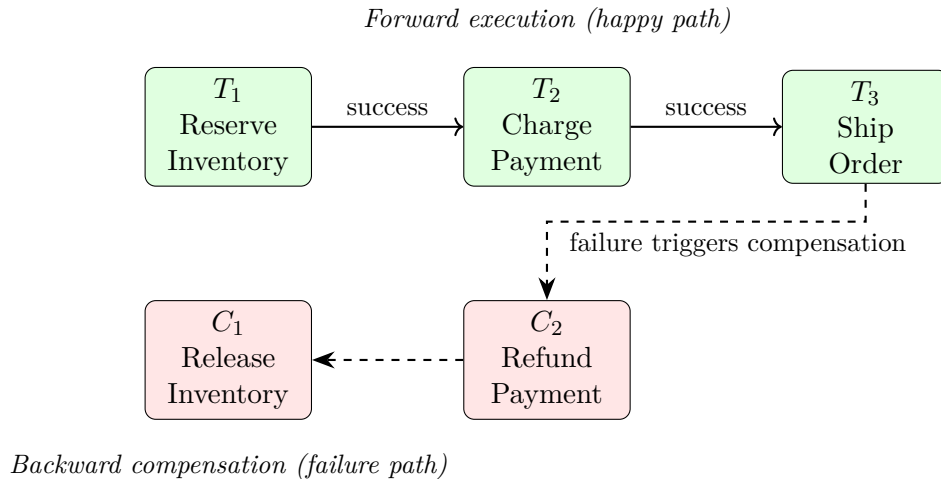 Forward execution (happy path)
T₁
Reserve
Inventory
success
T₂
Charge
Payment
success
T₃
Ship
Order
failure triggers compensation
C₁
Release
Inventory
C₂
Refund
Payment
Backward compensation (failure path)